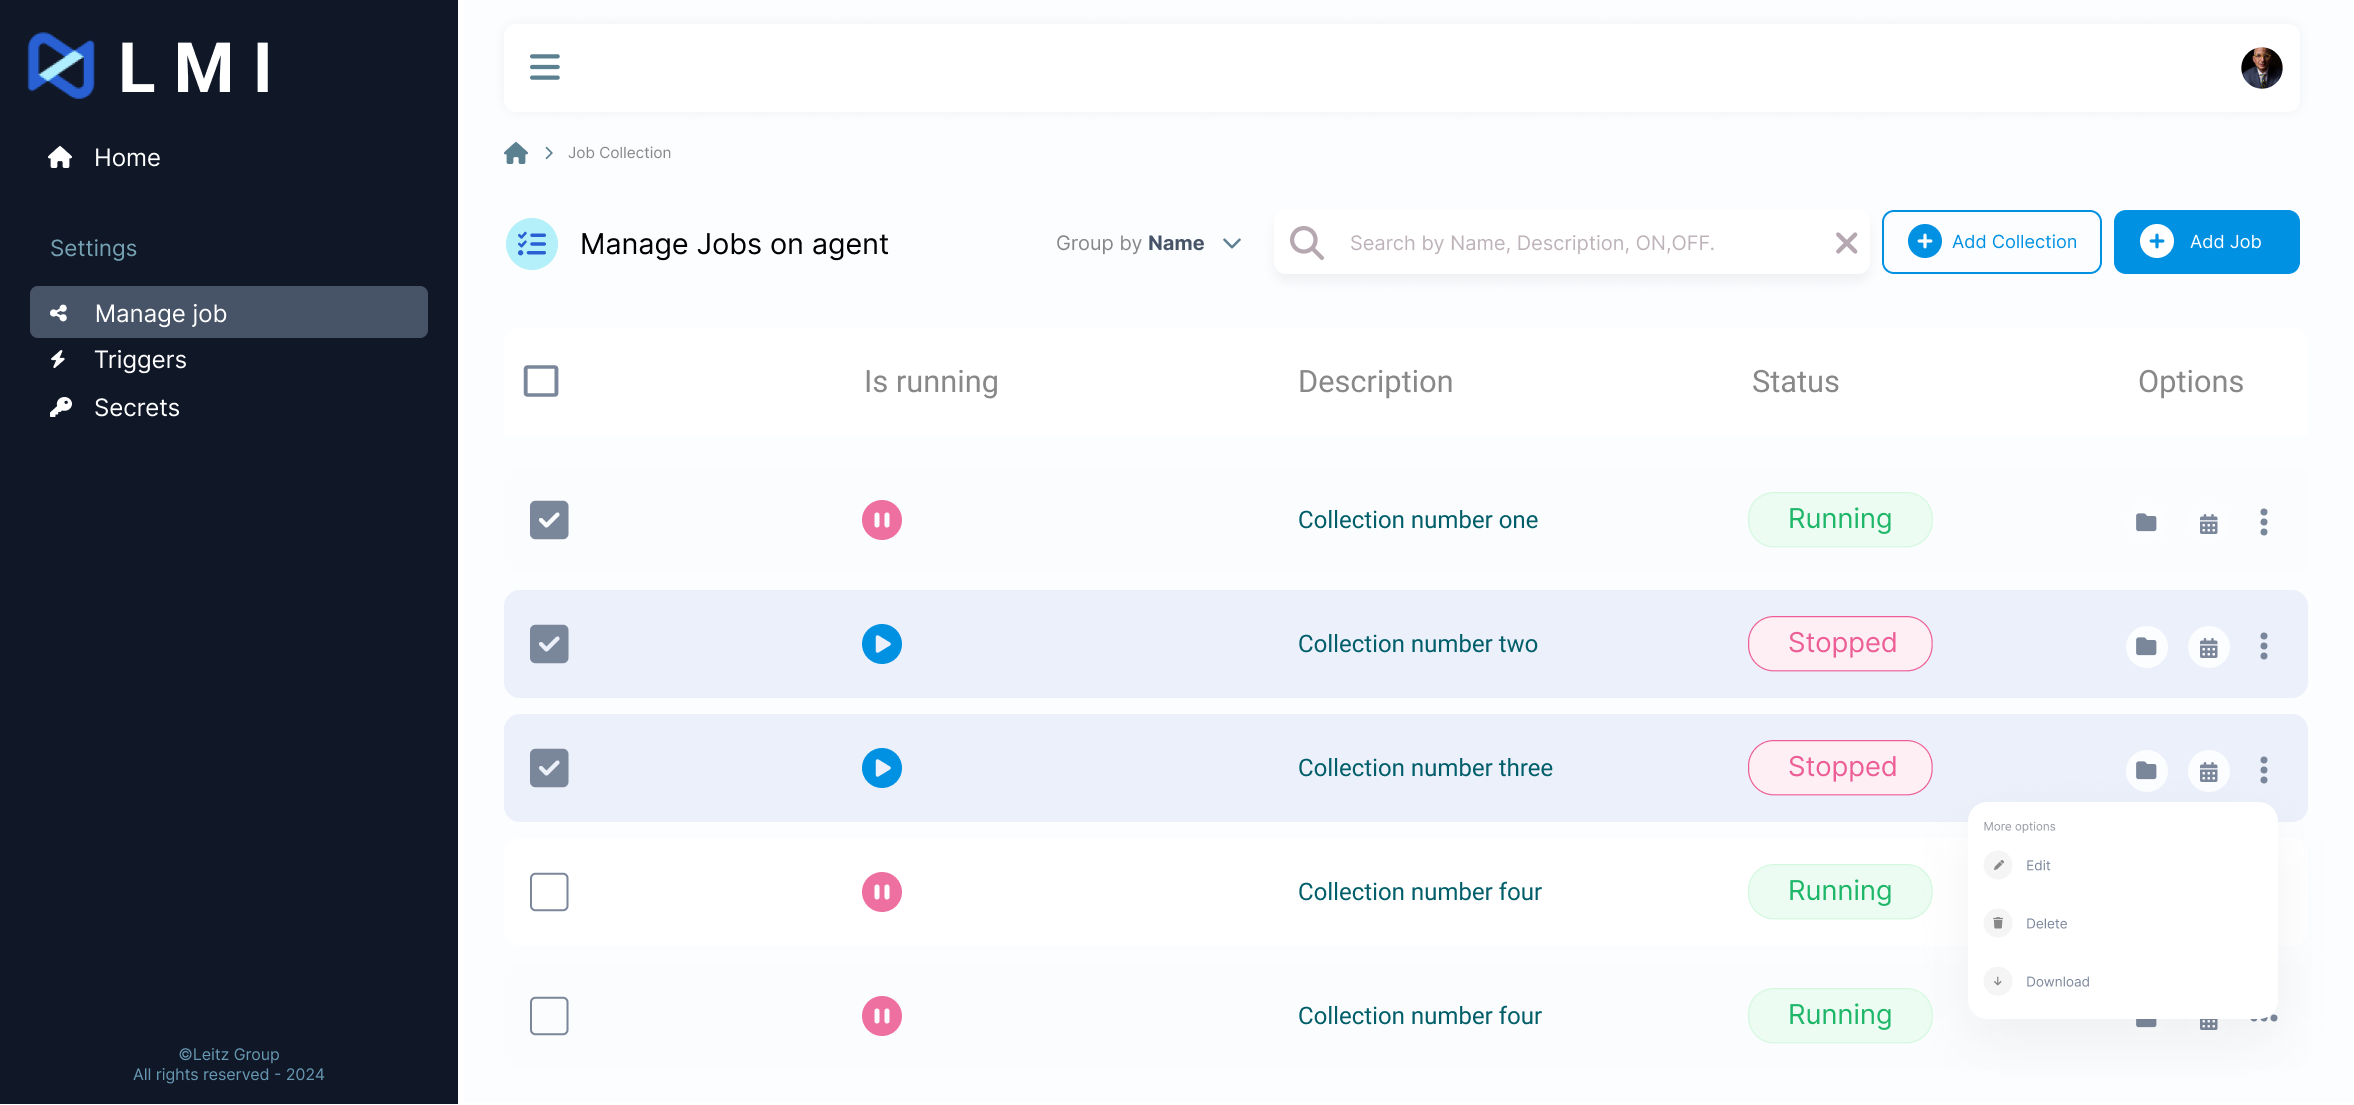 LMI
Home
Settings
Manage job
Triggers
Secrets
©Leitz Group
All rights reserved - 2024
Job Collection
Manage Jobs on agent
Group by Name
Search by Name, Description, ON,OFF.
Add Collection
Add Job
Is running
Description
Status
Options
Collection number one
Running
Collection number two
Stopped
Collection number three
Stopped
More options
Edit
Delete
Download
Collection number four
Running
Collection number four
Running